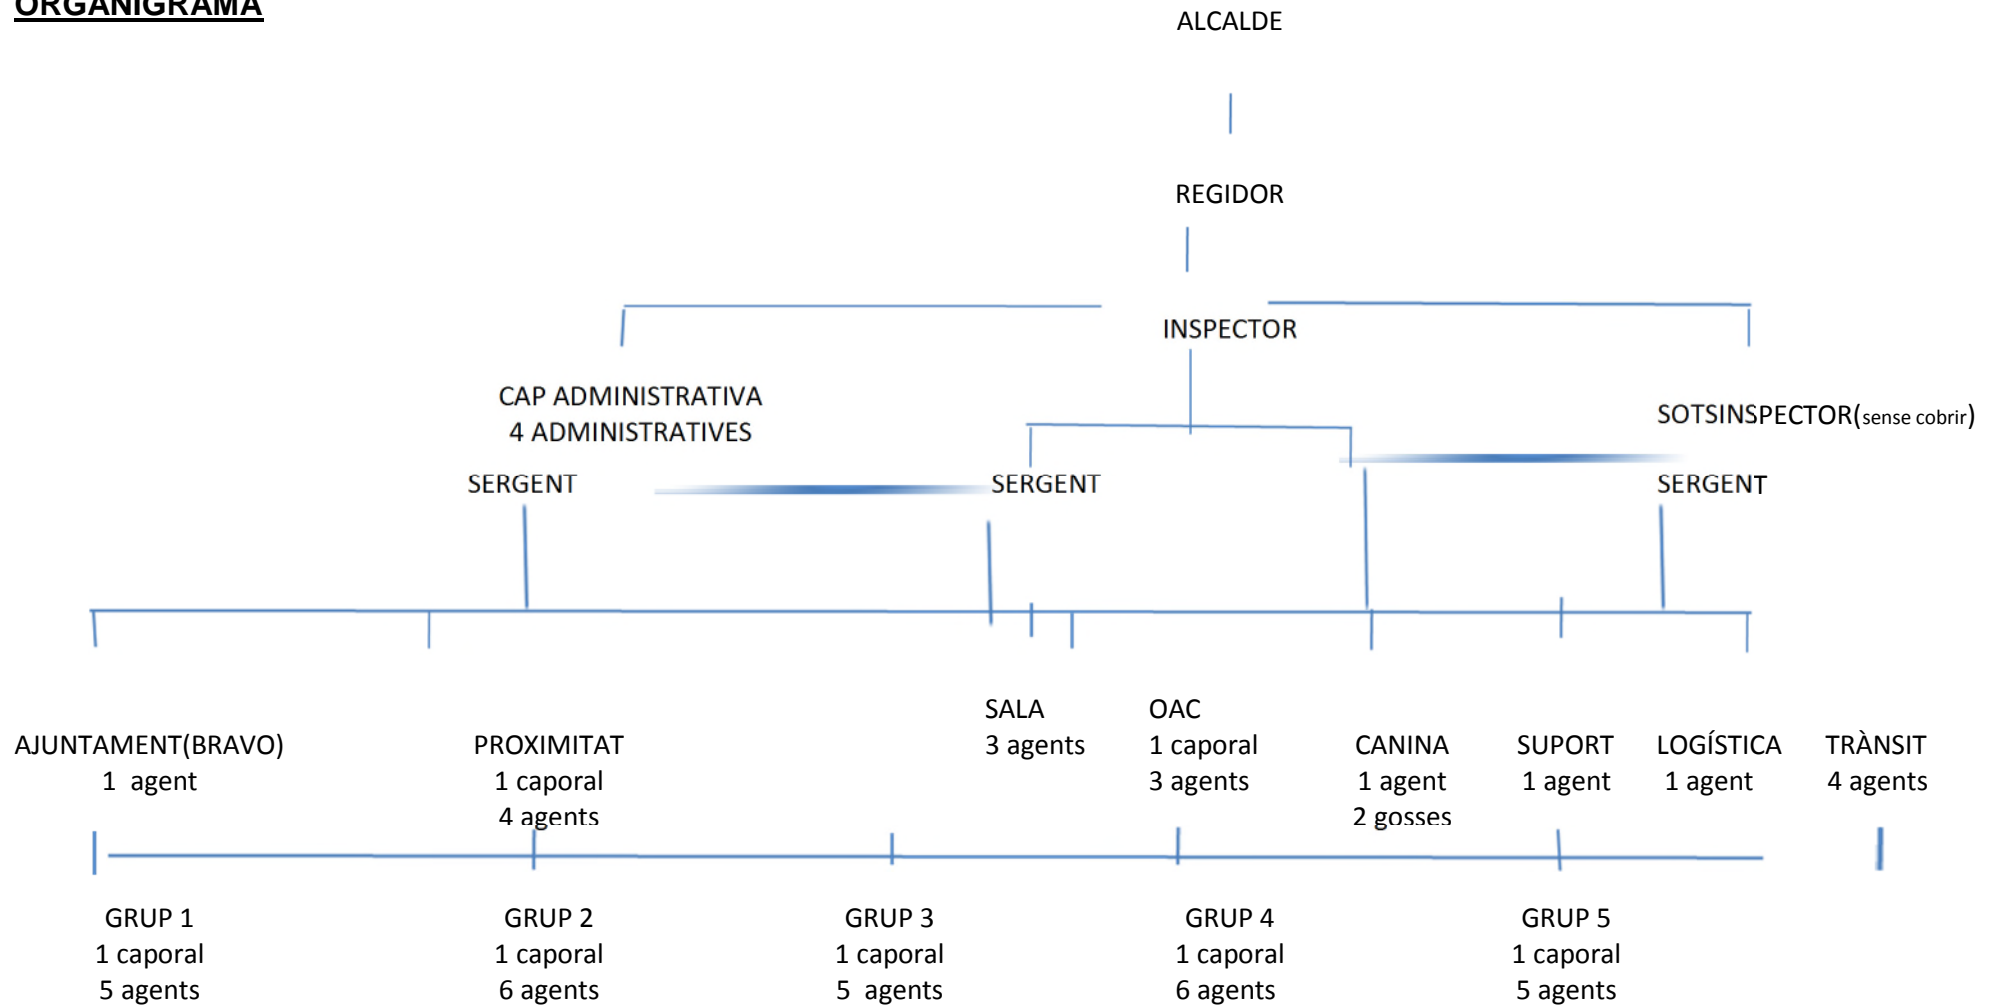 ORGANIGRAMA
ALCALDE
REGIDOR
INSPECTOR
CAP ADMINISTRATIVA
4 ADMINISTRATIVES
SOTSINSPECTOR(sense cobrir)
SERGENT
SERGENT
SERGENT
AJUNTAMENT(BRAVO)
1 agent
PROXIMITAT
1 caporal
4 agents
SALA
3 agents
OAC
1 caporal
3 agents
CANINA
1 agent
2 gosses
SUPORT
1 agent
LOGÍSTICA
1 agent
TRÀNSIT
4 agents
GRUP 1
1 caporal
5 agents
GRUP 2
1 caporal
6 agents
GRUP 3
1 caporal
5 agents
GRUP 4
1 caporal
6 agents
GRUP 5
1 caporal
5 agents